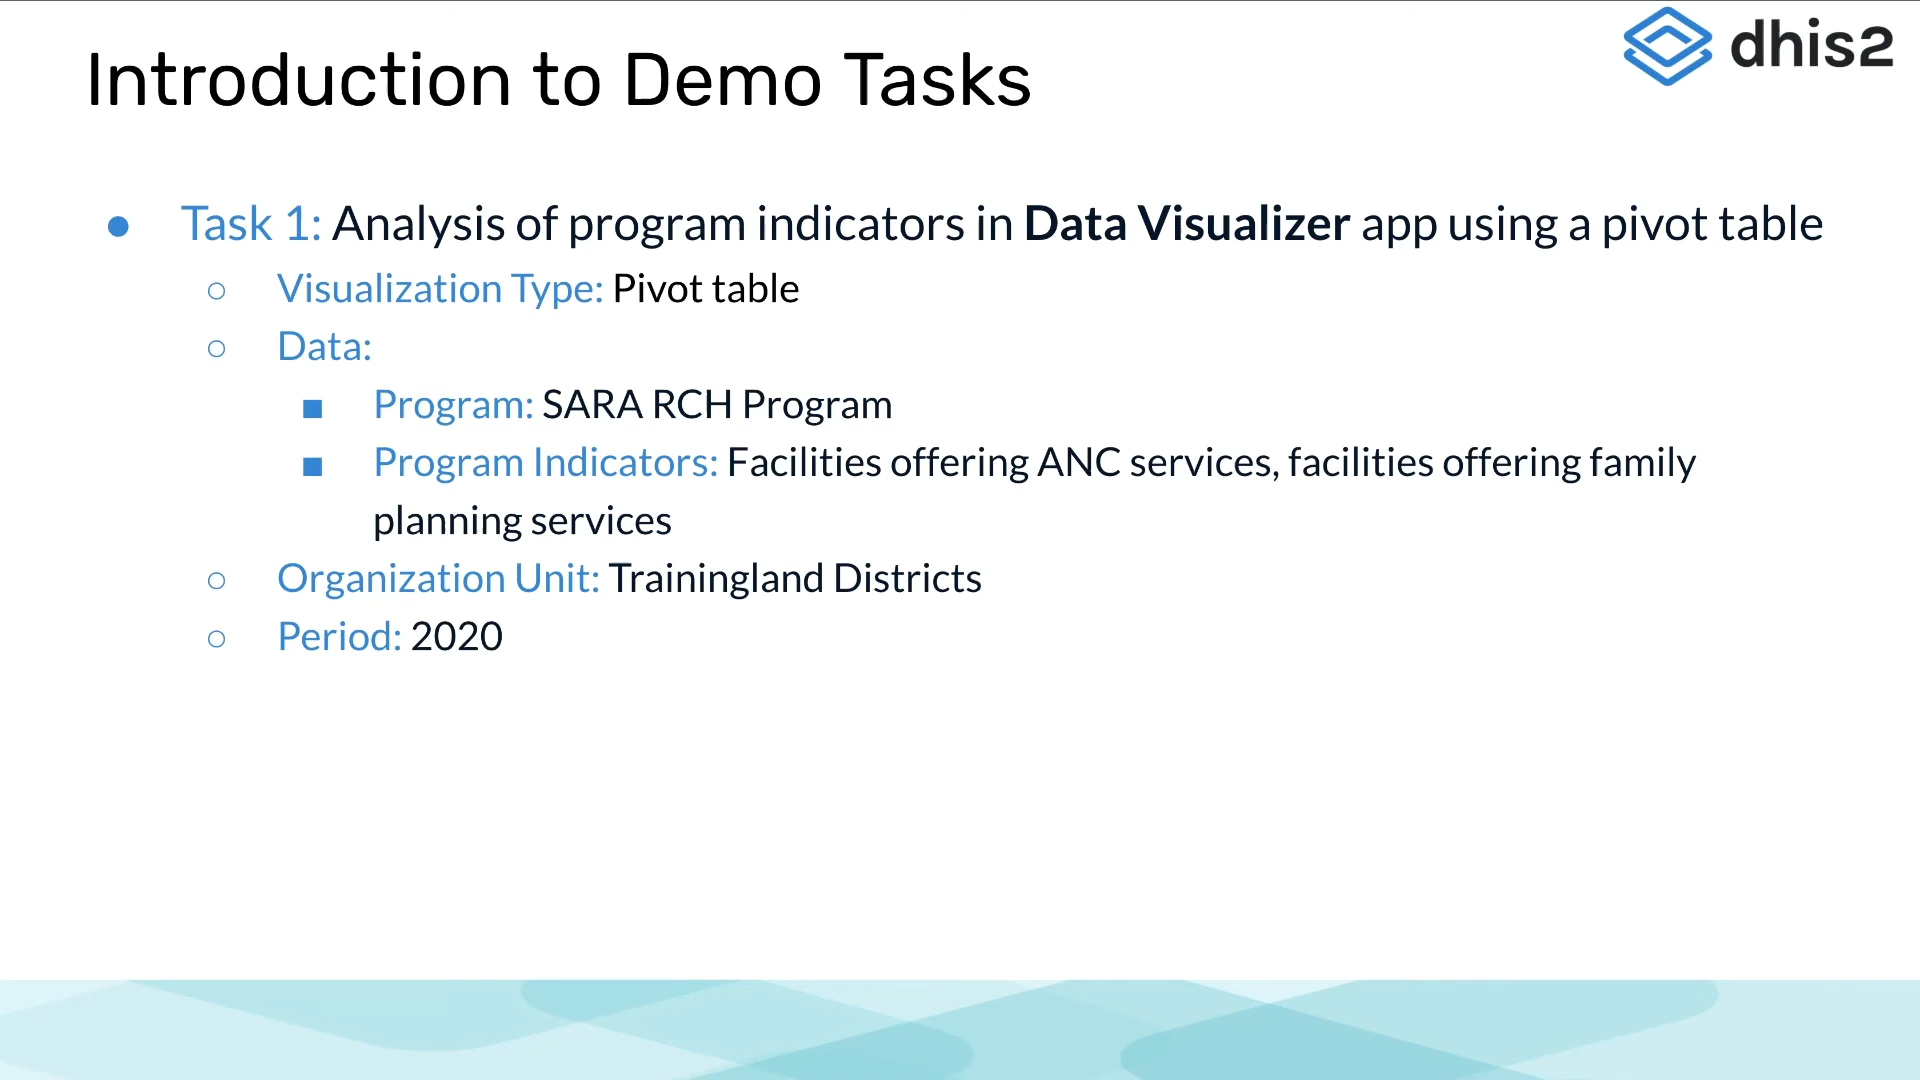 dhis2
Introduction to Demo Tasks
● Task 1: Analysis of program indicators in Data Visualizer app using a pivot table
○ Visualization Type: Pivot table
○ Data:
■ Program: SARA RCH Program
■ Program Indicators: Facilities offering ANC services, facilities offering family
planning services
○ Organization Unit: Trainingland Districts
○ Period: 2020